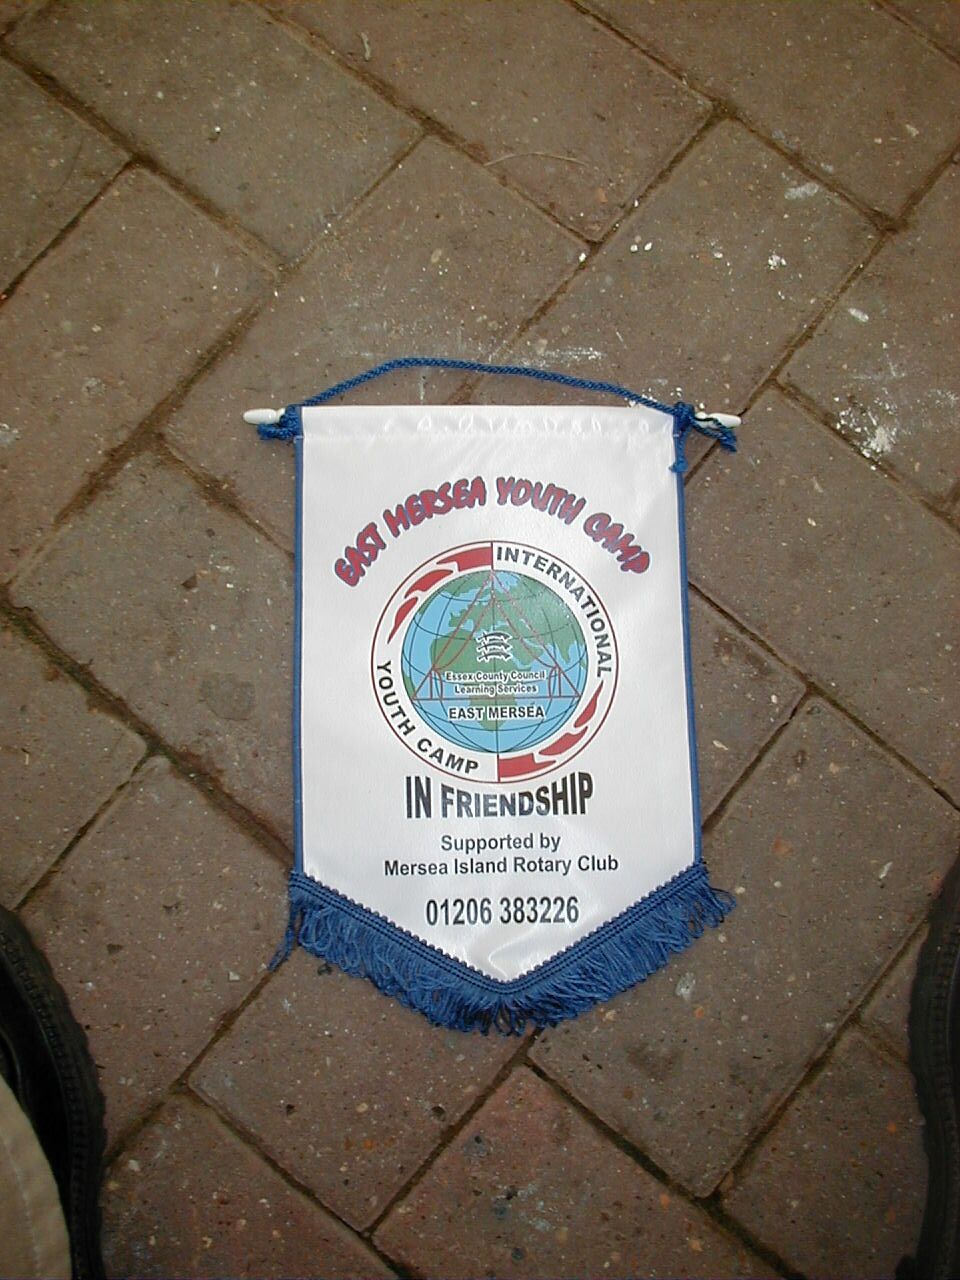 EAST MERSEA YOUTH CAMP
INTERNATIONAL
YOUTH CAMP
Essex County Council
Learning Services
EAST MERSEA
IN FRIENDSHIP
Supported by
Mersea Island Rotary Club
01206 383226